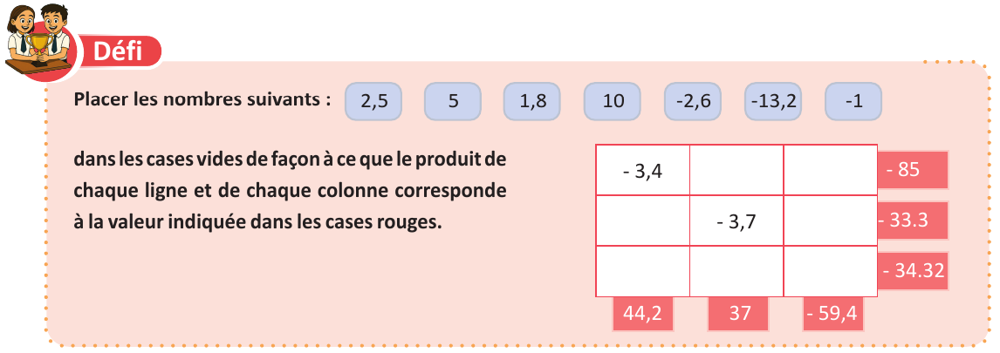 Défi
Placer les nombres suivants : 2,5 5 1,8 10 -2,6 -13,2 -1
dans les cases vides de façon à ce que le produit de
chaque ligne et de chaque colonne corresponde
à la valeur indiquée dans les cases rouges.
- 3,4 - 85
- 3,7 - 33.3
- 34.32
44,2 37 - 59,4